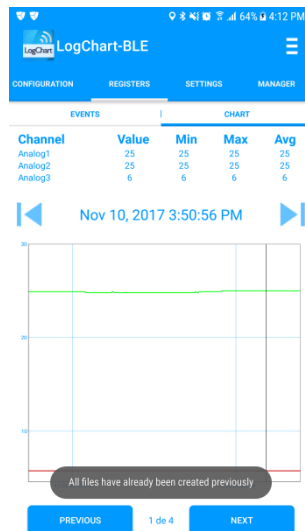 64% 4:12 PM
LogChart LogChart-BLE
CONFIGURATION REGISTERS SETTINGS MANAGER
EVENTS CHART
Channel Value Min Max Avg
Analog1 25 25 25 25
Analog2 25 25 25 25
Analog3 6 6 6 6
Nov 10, 2017 3:50:56 PM
30
20
10
All files have already been created previously
PREVIOUS 1 de 4 NEXT